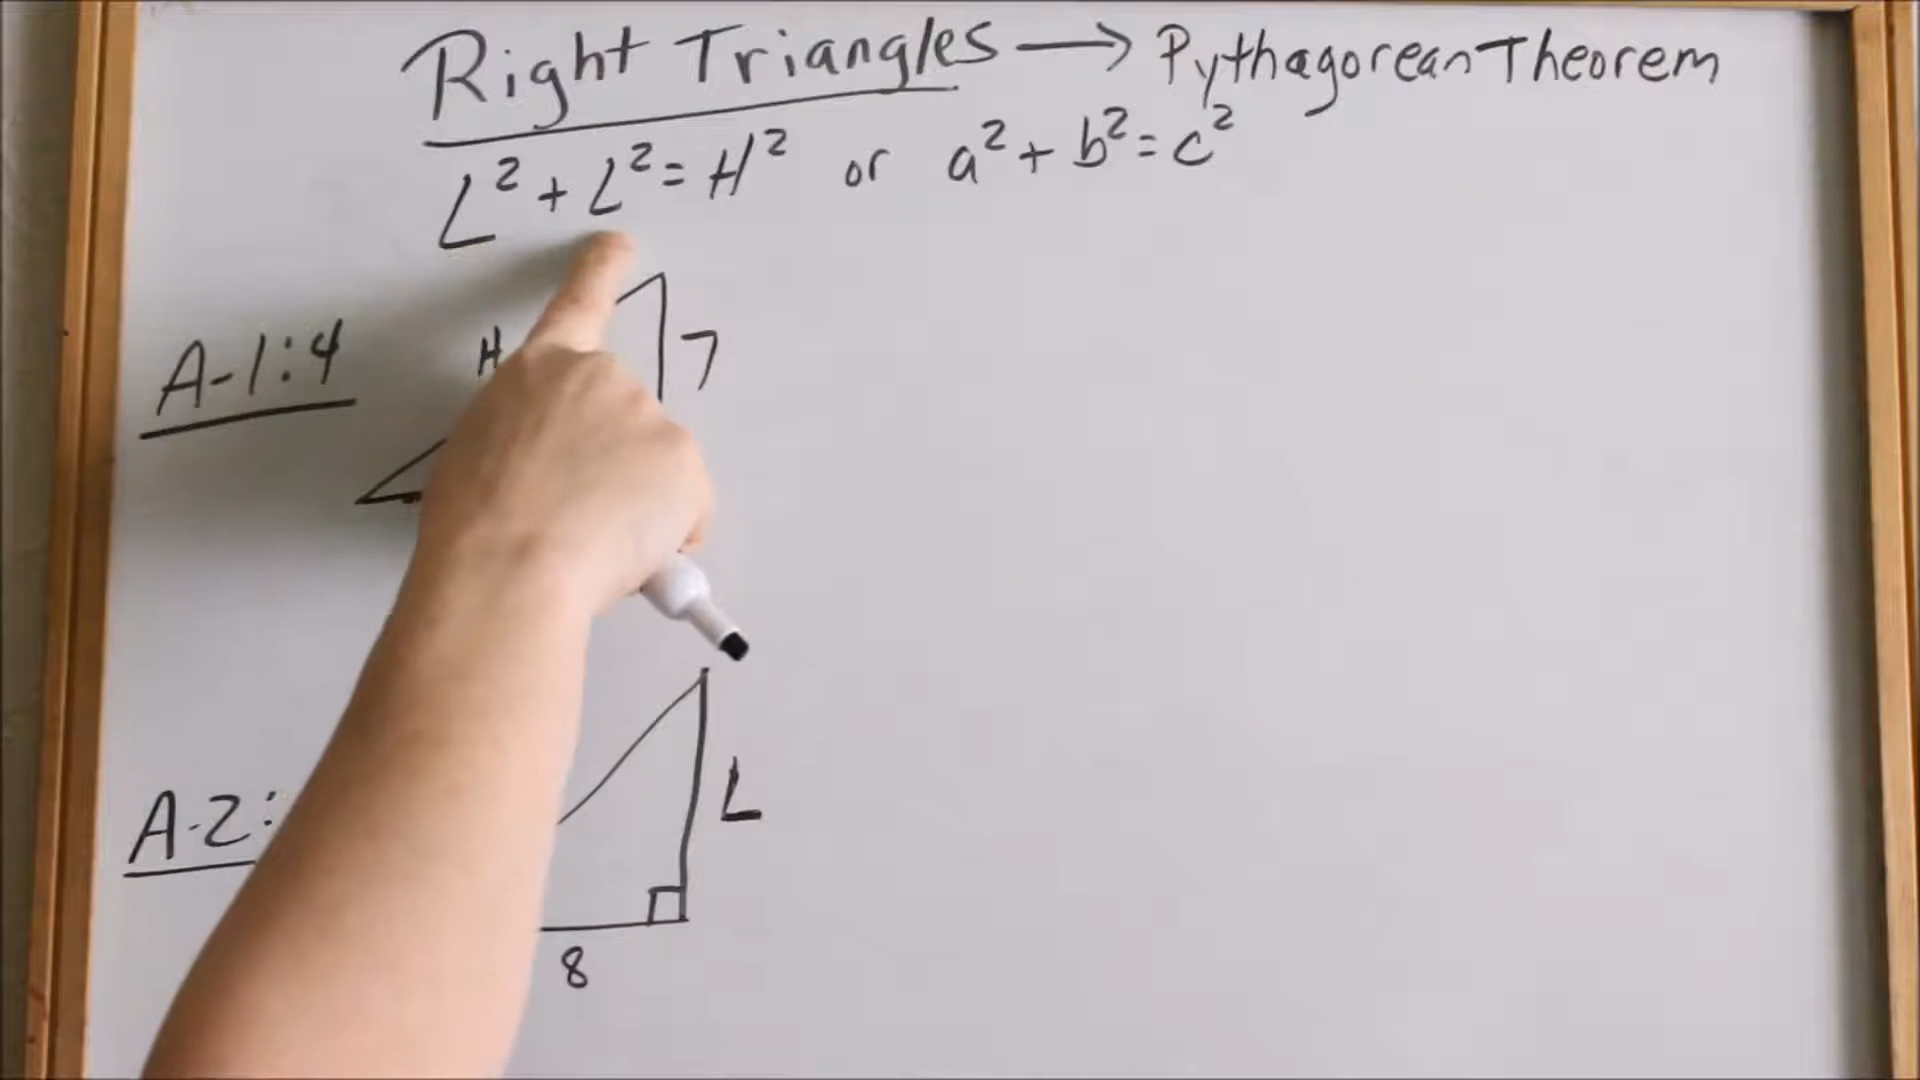 Right Triangles → Pythagorean Theorem
L² + L² = H² or a² + b² = c²
A-1:4
H
7
A-2:
L
8